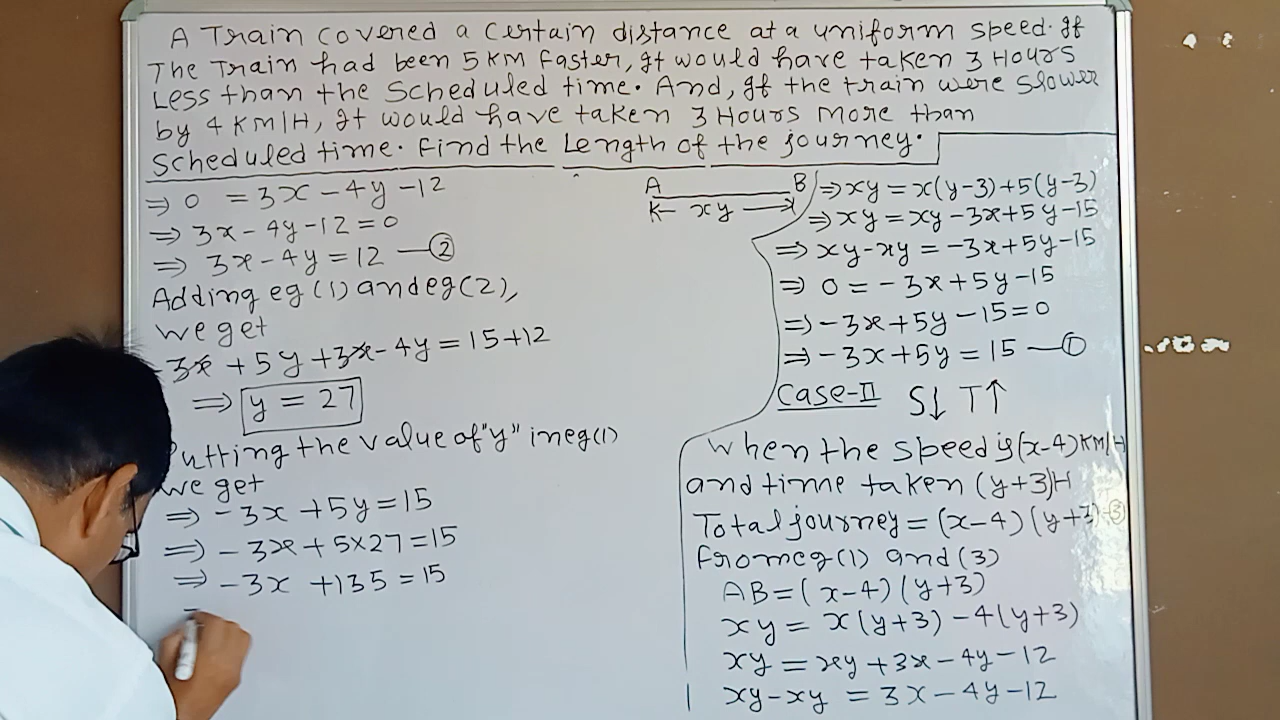 A Train covered a certain distance at a uniform speed. If
The Train had been 5 KM Faster, It would have taken 3 Hours
Less than the scheduled time. And, If the train were slower
by 4 KM/H, It would have taken 3 Hours more than
Scheduled time. Find the Length of the journey.
⇒ 0 = 3x - 4y - 12
⇒ 3x - 4y - 12 = 0
⇒ 3x - 4y = 12 —②
Adding eg (1) and eg (2),
we get
-3x + 5y + 3x - 4y = 15 + 12
⇒ y = 27
Putting the value of "y" in eg (1)
we get
⇒ -3x + 5y = 15
⇒ -3x + 5×27 = 15
⇒ -3x + 135 = 15
A B
K← xy →
⇒ xy = x(y-3) + 5(y-3)
⇒ xy = xy - 3x + 5y - 15
⇒ xy - xy = -3x + 5y - 15
⇒ 0 = -3x + 5y - 15
⇒ -3x + 5y - 15 = 0
⇒ -3x + 5y = 15 —①
Case-II S↓ T↑
when the speed is (x-4) KM/H
and time taken (y+3)H
Total journey = (x-4)(y+3) -③
From eg (1) and (3)
AB = (x-4)(y+3)
xy = x(y+3) - 4(y+3)
xy = xy + 3x - 4y - 12
xy - xy = 3x - 4y - 12